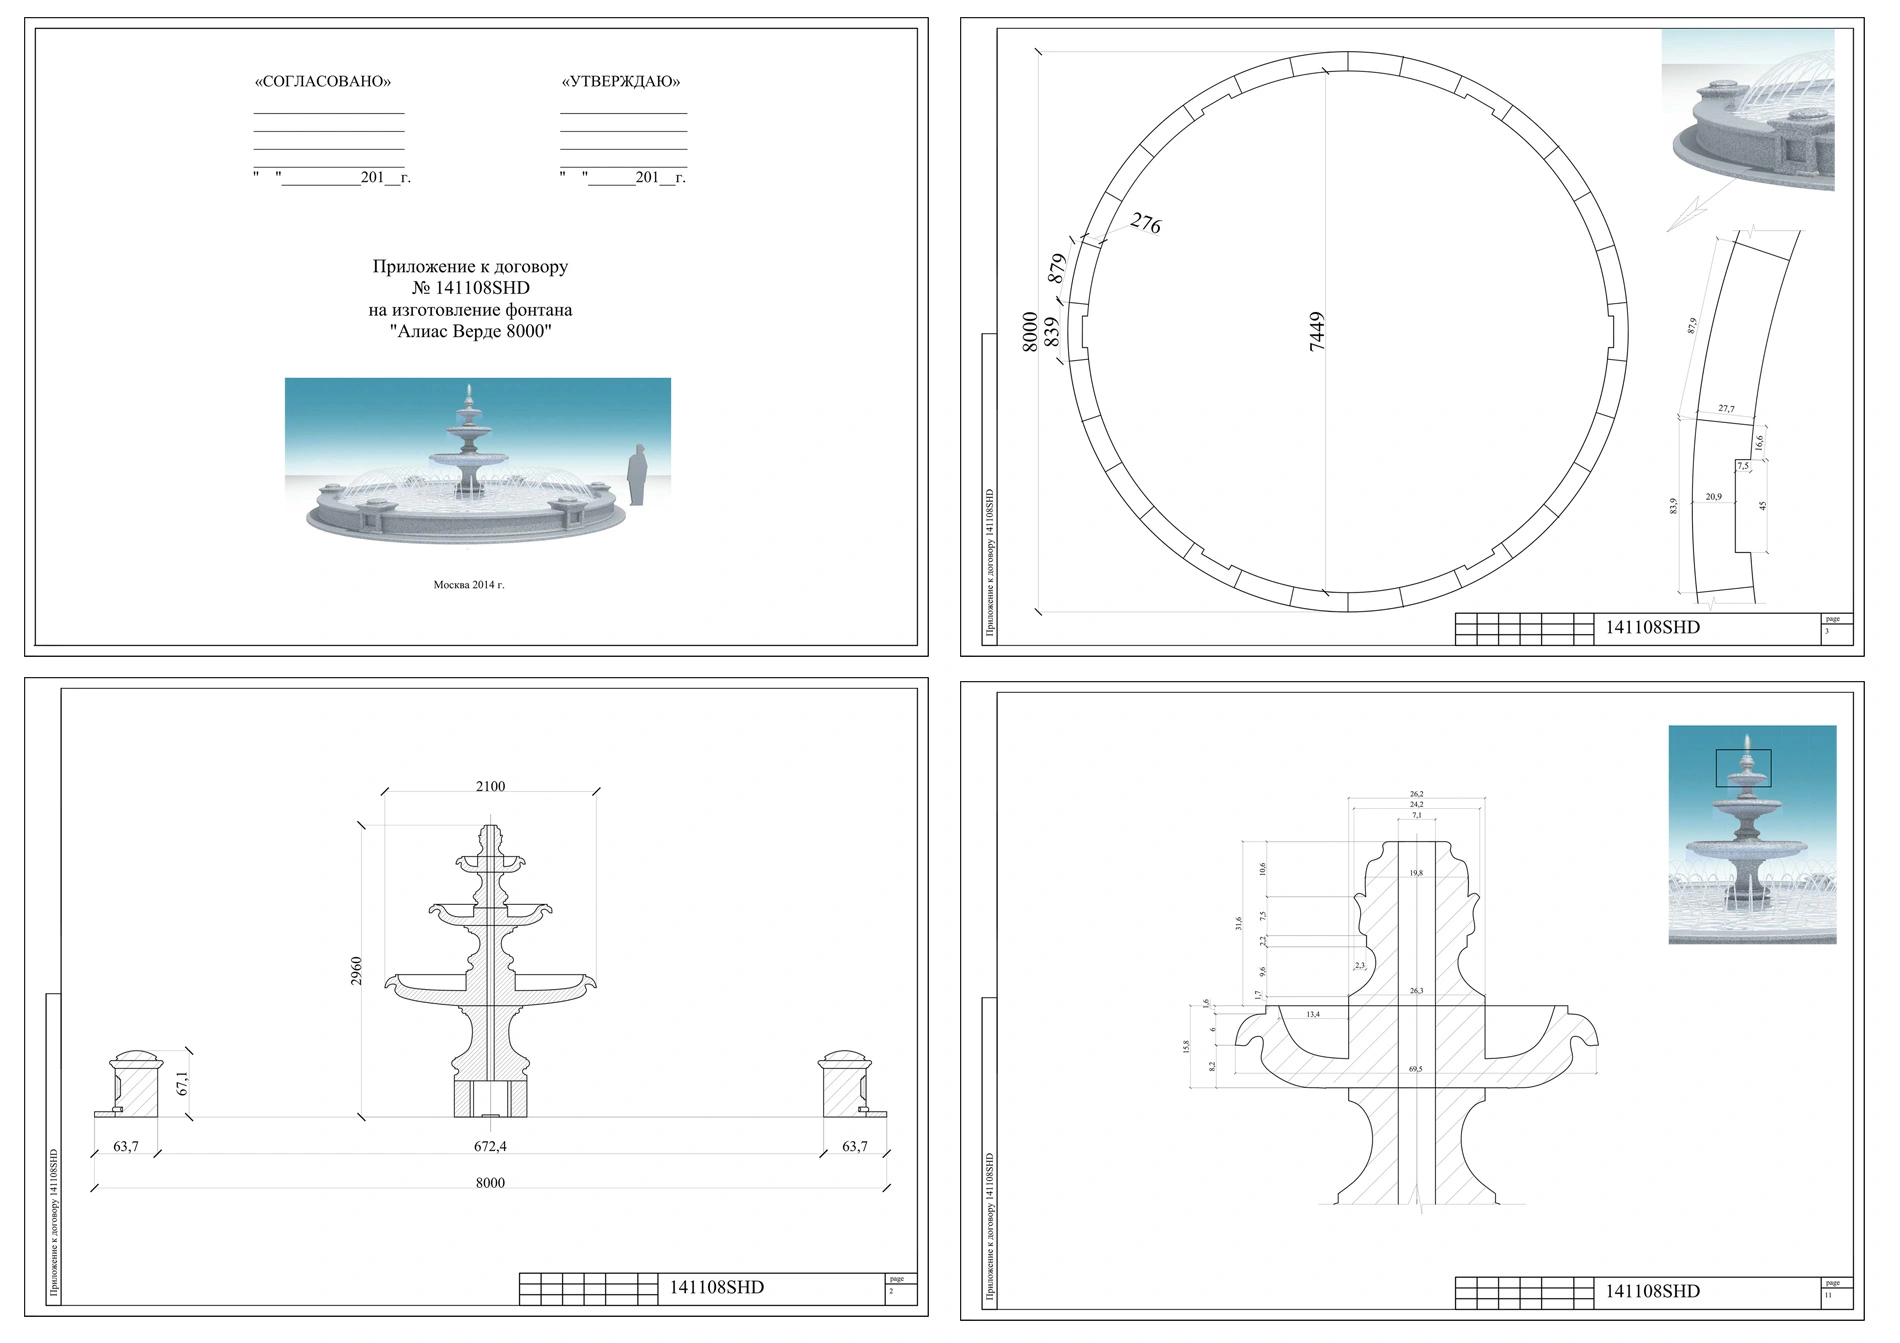 «СОГЛАСОВАНО»
«УТВЕРЖДАЮ»
" "__________201__г.
" "______201__г.
Приложение к договору
№ 141108SHD
на изготовление фонтана
"Алиас Верде 8000"
Москва 2014 г.
8000
839
879
276
7449
87,9
27,7
16,6
7,5
20,9
83,9
45
Приложение к договору 141108SHD
141108SHD
page
3
2100
2960
67,1
63,7
672,4
63,7
8000
Приложение к договору 141108SHD
141108SHD
page
2
26,2
24,2
7,1
10,6
19,8
7,5
31,6
2,2
2,3
9,6
1,7
26,3
1,6
13,4
6
15,8
8,2
69,5
Приложение к договору 141108SHD
141108SHD
page
11